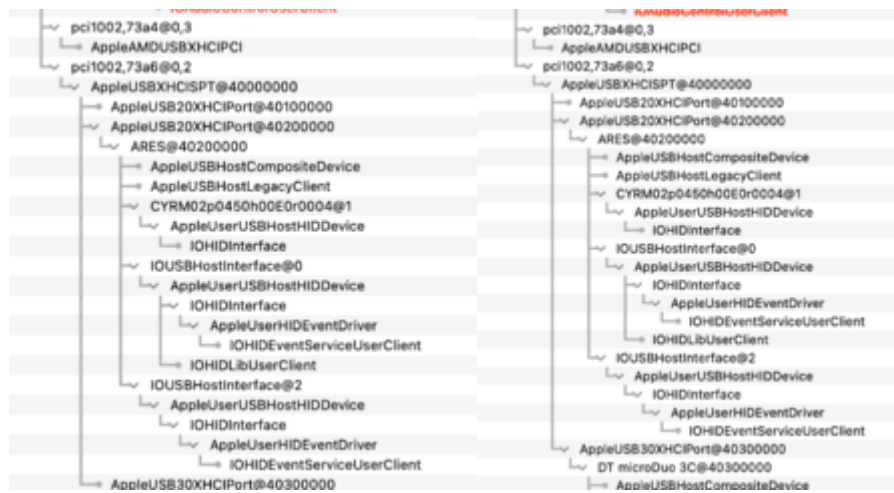 IOAudioControlUserClient
pci1002,73a4@0,3
AppleAMDUSBXHCIPCI
pci1002,73a6@0,2
AppleUSBXHCISPT@40000000
AppleUSB20XHCIPort@40100000
AppleUSB20XHCIPort@40200000
ARES@40200000
AppleUSBHostCompositeDevice
AppleUSBHostLegacyClient
CYRM02p0450h00E0r0004@1
AppleUserUSBHostHIDDevice
IOHIDInterface
IOUSBHostInterface@0
AppleUserUSBHostHIDDevice
IOHIDInterface
AppleUserHIDEventDriver
IOHIDEventServiceUserClient
IOHIDLibUserClient
IOUSBHostInterface@2
AppleUserUSBHostHIDDevice
IOHIDInterface
AppleUserHIDEventDriver
IOHIDEventServiceUserClient
AppleUSB30XHCIPort@40300000
IOAudioControlUserClient
pci1002,73a4@0,3
AppleAMDUSBXHCIPCI
pci1002,73a6@0,2
AppleUSBXHCISPT@40000000
AppleUSB20XHCIPort@40100000
AppleUSB20XHCIPort@40200000
ARES@40200000
AppleUSBHostCompositeDevice
AppleUSBHostLegacyClient
CYRM02p0450h00E0r0004@1
AppleUserUSBHostHIDDevice
IOHIDInterface
IOUSBHostInterface@0
AppleUserUSBHostHIDDevice
IOHIDInterface
AppleUserHIDEventDriver
IOHIDEventServiceUserClient
IOHIDLibUserClient
IOUSBHostInterface@2
AppleUserUSBHostHIDDevice
IOHIDInterface
AppleUserHIDEventDriver
IOHIDEventServiceUserClient
AppleUSB30XHCIPort@40300000
DT microDuo 3C@40300000
AppleUSBHostCompositeDevice